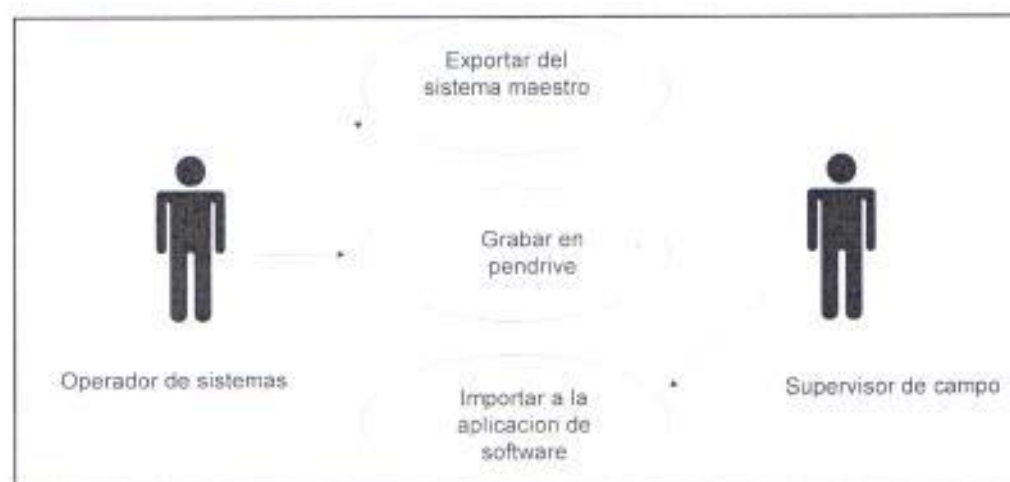 Exportar del
sistema maestro
Grabar en
pendrive
Operador de sistemas
Supervisor de campo
Importar a la
aplicacion de
software